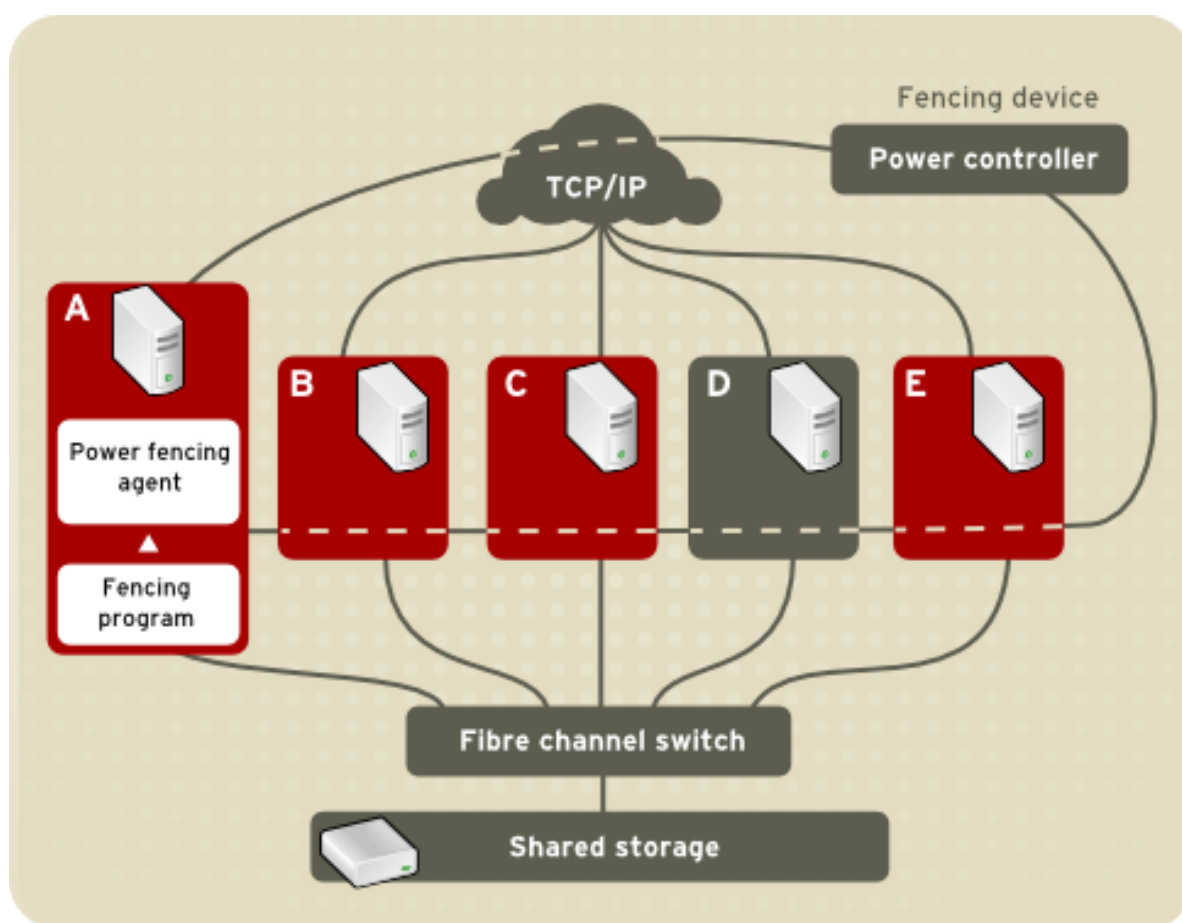 Fencing device
Power controller
TCP/IP
A
B
C
D
E
Power fencing
agent
Fencing
program
Fibre channel switch
Shared storage